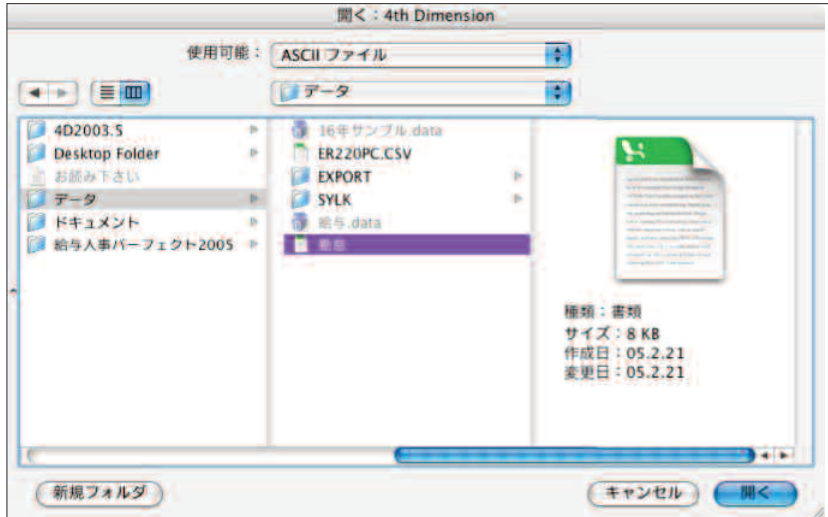 開く：4th Dimension
使用可能： ASCII ファイル
データ
4D2003.5
Desktop Folder
お読み下さい
データ
ドキュメント
給与人事パーフェクト2005
16年サンプル.data
ER220PC.CSV
EXPORT
SYLK
給与.data
種類：書類
サイズ：8 KB
作成日：05.2.21
変更日：05.2.21
新規フォルダ
キャンセル
開く